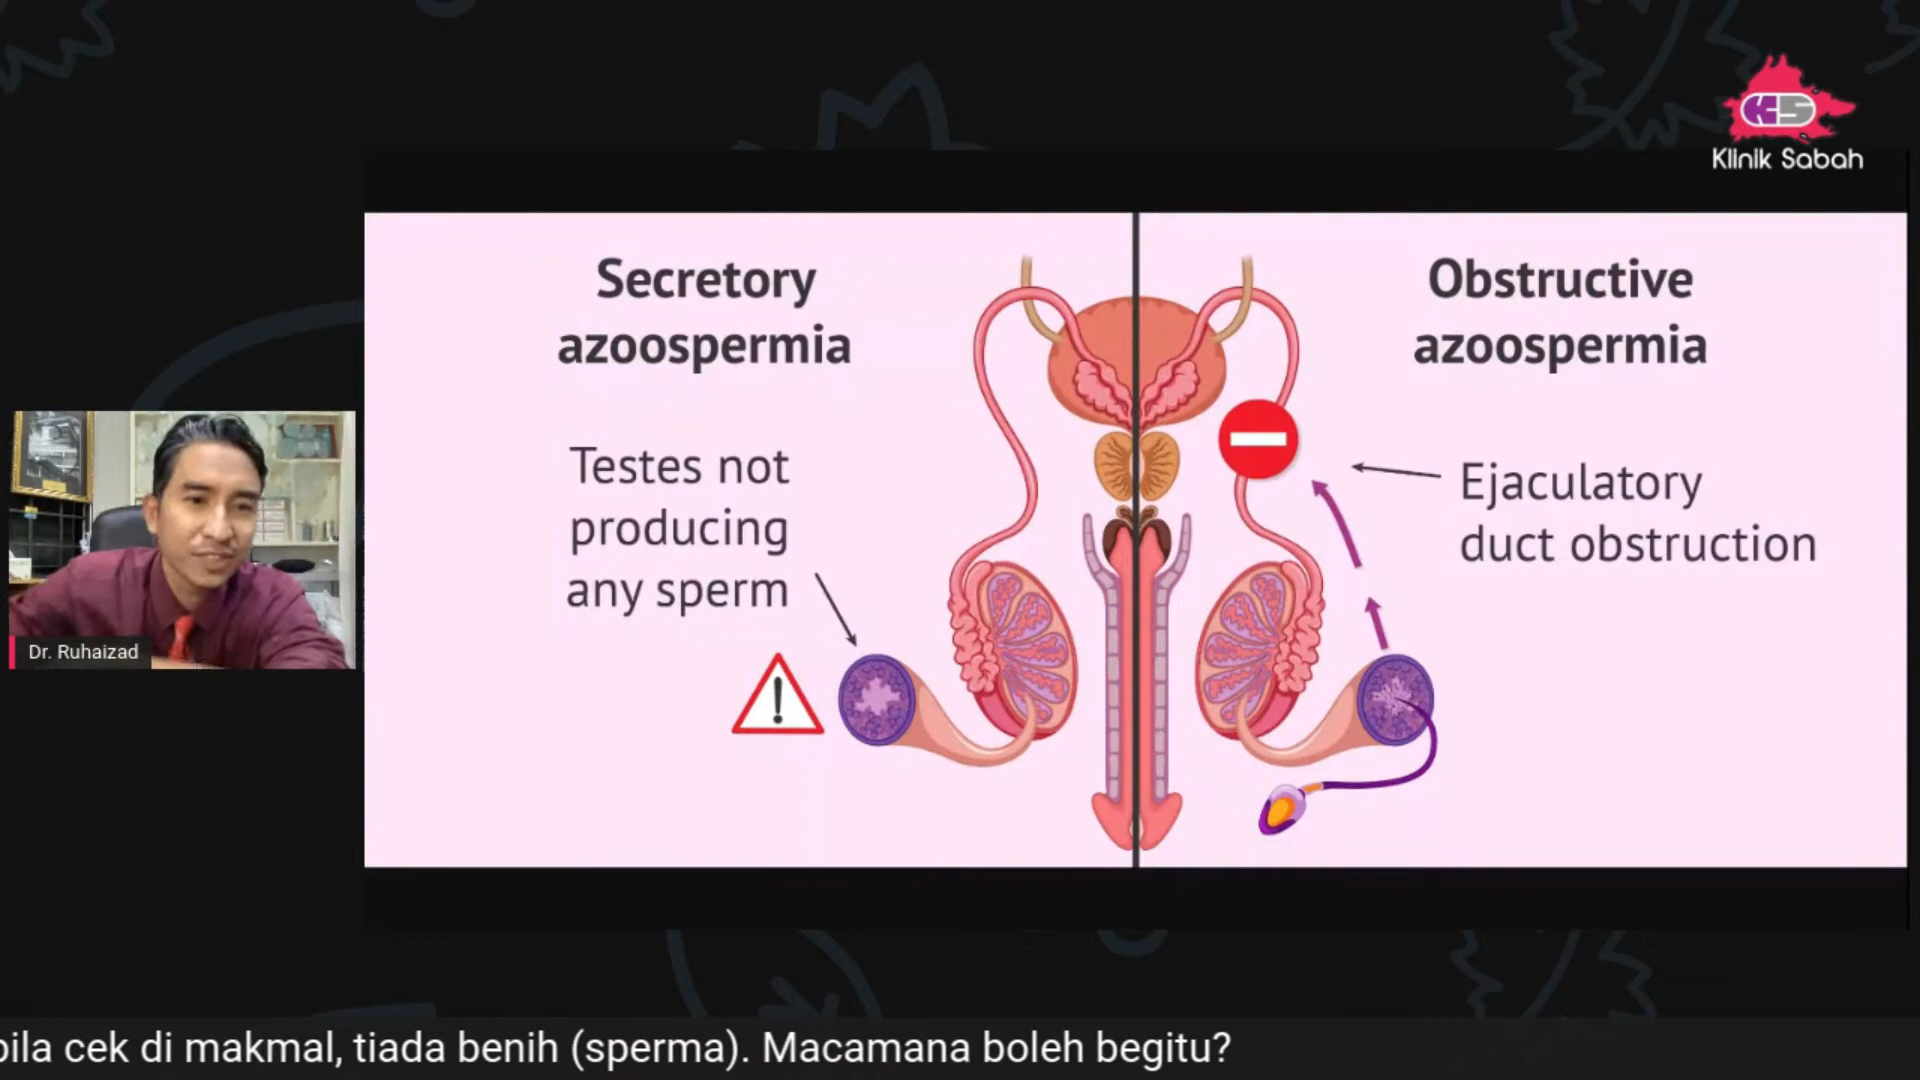 KS
Klinik Sabah
Secretory
azoospermia
Testes not
producing
any sperm
Obstructive
azoospermia
Ejaculatory
duct obstruction
Dr. Ruhaizad
cek di makmal, tiada benih (sperma). Macamana boleh begitu?